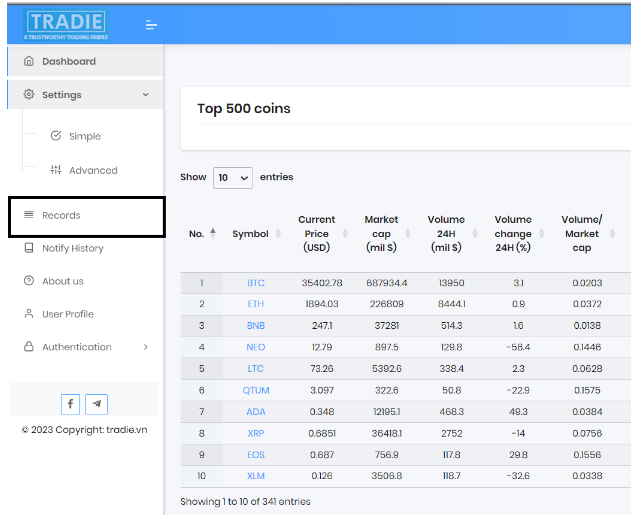 TRADIE
A TRUSTWORTHY TRADING FRIEND
Dashboard
Settings
Simple
Advanced
Records
Notify History
About us
User Profile
Authentication
© 2023 Copyright: tradie.vn
Top 500 coins
Show 10 entries
No. Symbol Current Price (USD) Market cap (mil $) Volume 24H (mil $) Volume change 24H (%) Volume/ Market cap
1 BTC 35402.78 687934.4 13950 3.1 0.0203
2 ETH 1894.03 226809 8444.1 0.9 0.0372
3 BNB 247.1 37281 514.3 1.6 0.0138
4 NEO 12.79 897.5 129.8 -56.4 0.1446
5 LTC 73.26 5392.6 338.4 2.3 0.0628
6 QTUM 3.097 322.6 50.8 -22.9 0.1575
7 ADA 0.348 12195.1 468.3 49.3 0.0384
8 XRP 0.6851 36418.1 2752 -14 0.0756
9 EOS 0.687 756.9 117.8 29.8 0.1556
10 XLM 0.126 3506.8 118.7 -32.6 0.0338
Showing 1 to 10 of 341 entries